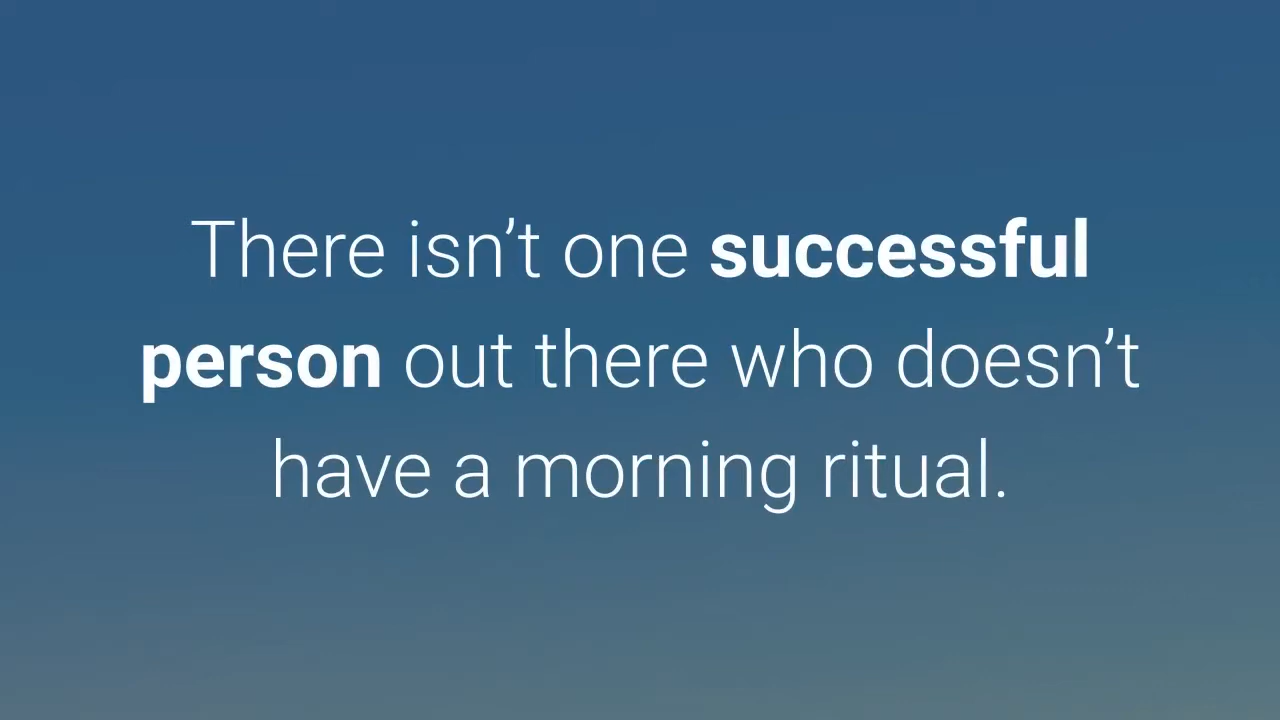 There isn’t one successful
person out there who doesn’t
have a morning ritual.